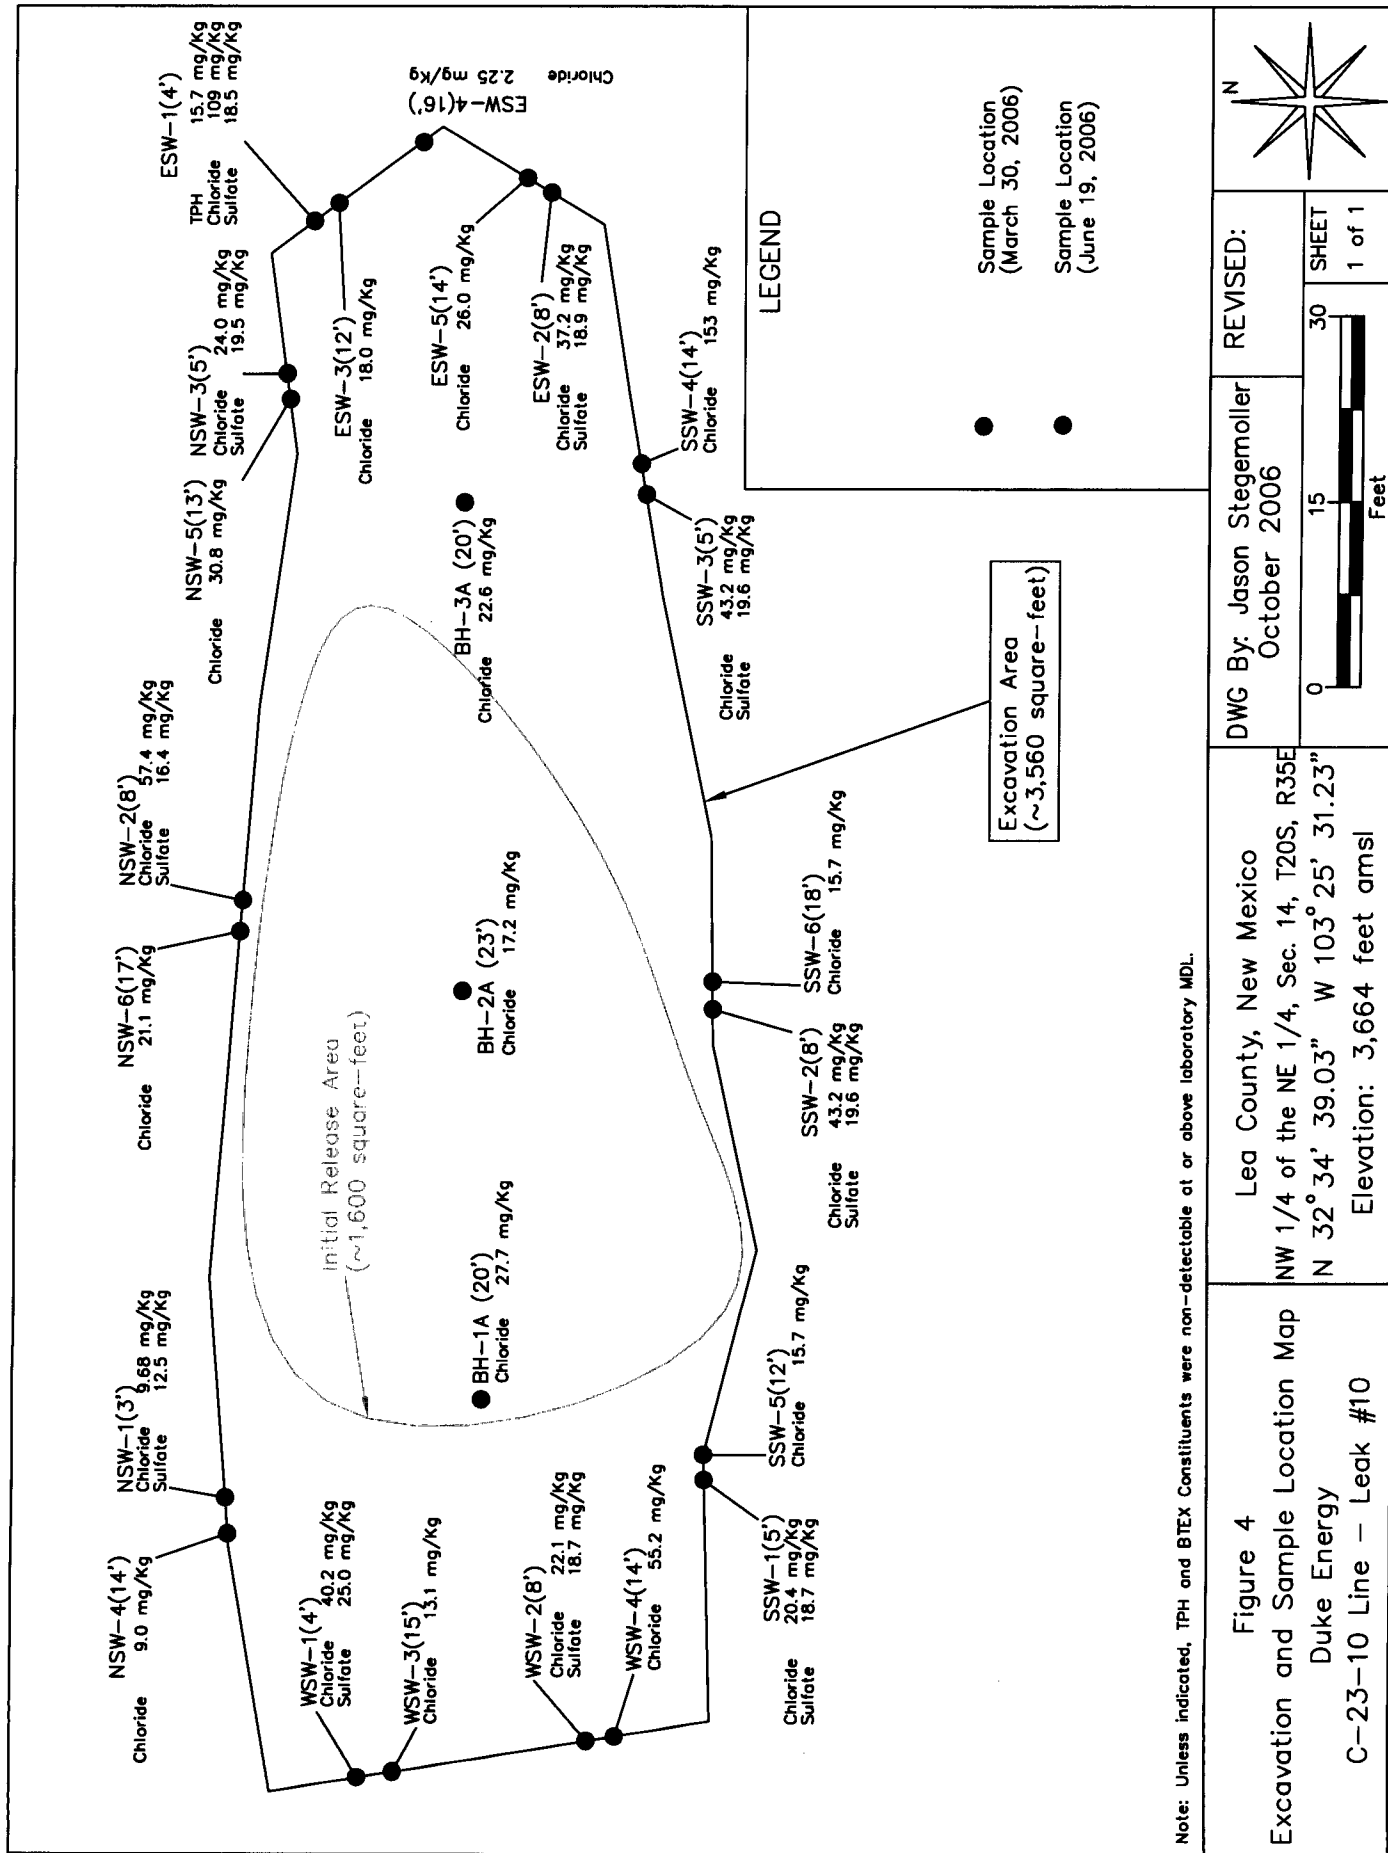 NSW-4(14')
Chloride 9.0 mg/Kg
NSW-1(3')
Chloride 9.68 mg/Kg
Sulfate 12.5 mg/Kg
NSW-6(17')
Chloride 21.1 mg/Kg
NSW-2(8')
Chloride 57.4 mg/Kg
Sulfate 16.4 mg/Kg
NSW-5(13')
Chloride 30.8 mg/Kg
NSW-3(5')
Chloride 24.0 mg/Kg
Sulfate 19.5 mg/Kg
ESW-1(4')
TPH 15.7 mg/Kg
Chloride 109 mg/Kg
Sulfate 18.5 mg/Kg
ESW-4(16')
Chloride 2.25 mg/Kg
WSW-1(4')
Chloride 40.2 mg/Kg
Sulfate 25.0 mg/Kg
WSW-3(15')
Chloride 13.1 mg/Kg
Initial Release Area
(~1,600 square-feet)
ESW-3(12')
Chloride 18.0 mg/Kg
BH-1A (20')
Chloride 27.7 mg/Kg
BH-2A (23')
Chloride 17.2 mg/Kg
BH-3A (20')
Chloride 22.6 mg/Kg
ESW-5(14')
Chloride 26.0 mg/Kg
WSW-2(8')
Chloride 22.1 mg/Kg
Sulfate 18.7 mg/Kg
WSW-4(14')
Chloride 55.2 mg/Kg
ESW-2(8')
Chloride 37.2 mg/Kg
Sulfate 18.9 mg/Kg
SSW-1(5')
Chloride 20.4 mg/Kg
Sulfate 18.7 mg/Kg
SSW-5(12')
Chloride 15.7 mg/Kg
SSW-2(8')
Chloride 43.2 mg/Kg
Sulfate 19.6 mg/Kg
SSW-6(18')
Chloride 15.7 mg/Kg
SSW-3(5')
Chloride 43.2 mg/Kg
Sulfate 19.6 mg/Kg
SSW-4(14')
Chloride 153 mg/Kg
Excavation Area
(~3,560 square-feet)
LEGEND
Sample Location
(March 30, 2006)
Sample Location
(June 19, 2006)
Note: Unless indicated, TPH and BTEX Constituents were non-detectable at or above laboratory MDL.
Figure 4
Excavation and Sample Location Map
Duke Energy
C-23-10 Line - Leak #10
Lea County, New Mexico
NW 1/4 of the NE 1/4, Sec. 14, T20S, R35E
N 32° 34' 39.03" W 103° 25' 31.23"
Elevation: 3,664 feet amsl
DWG By: Jason Stegemoller
October 2006
REVISED:
0 15 30
Feet
SHEET
1 of 1
N